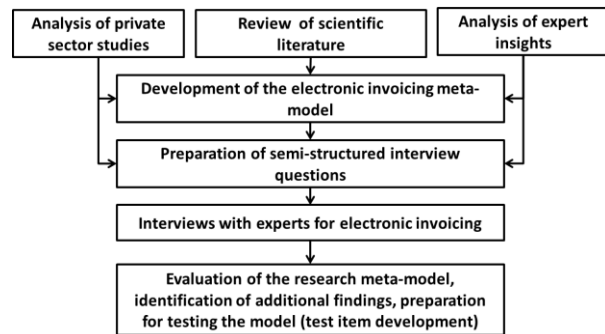 Analysis of private
sector studies
Review of scientific
literature
Analysis of expert
insights
Development of the electronic invoicing meta-
model
Preparation of semi-structured interview
questions
Interviews with experts for electronic invoicing
Evaluation of the research meta-model,
identification of additional findings, preparation
for testing the model (test item development)